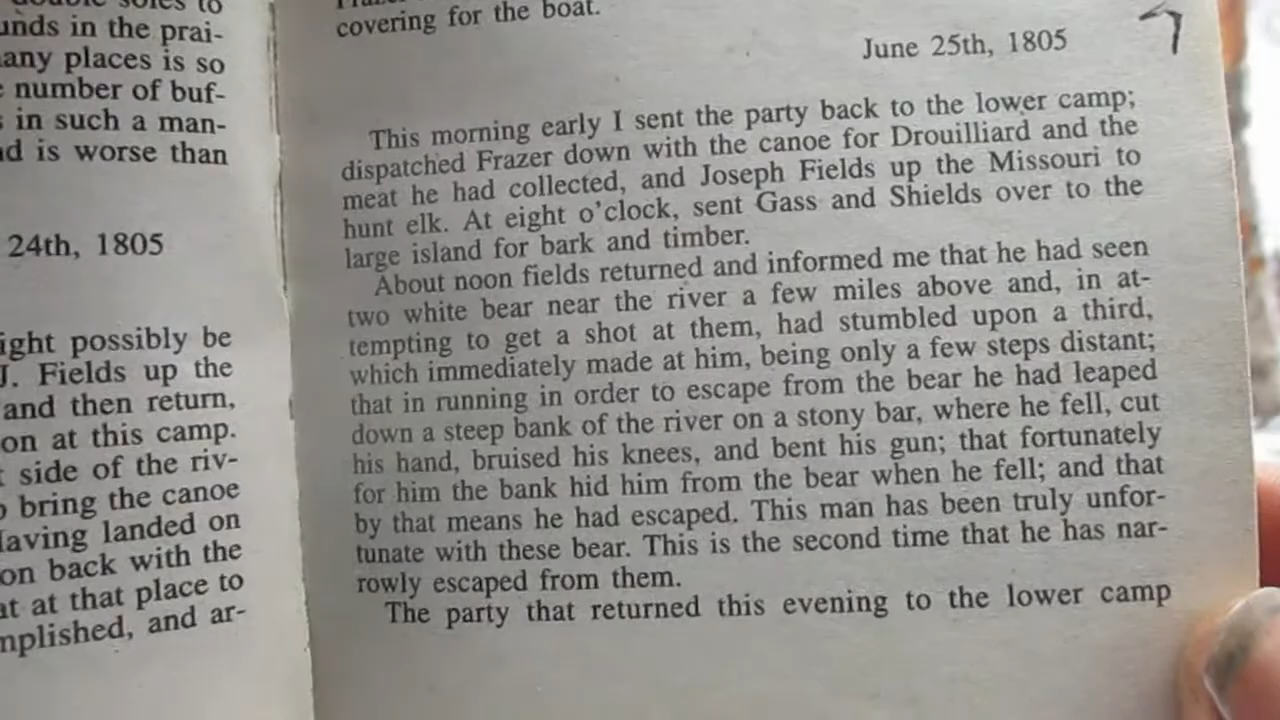 unds in the prai-
any places is so
number of buf-
in such a man-
is worse than
24th, 1805
ight possibly be
J. Fields up the
and then return,
on at this camp.
side of the riv-
bring the canoe
aving landed on
on back with the
at that place to
mplished, and ar-
covering for the boat.
June 25th, 1805
This morning early I sent the party back to the lower camp;
dispatched Frazer down with the canoe for Drouilliard and the
meat he had collected, and Joseph Fields up the Missouri to
hunt elk. At eight o'clock, sent Gass and Shields over to the
large island for bark and timber.
About noon fields returned and informed me that he had seen
two white bear near the river a few miles above and, in at-
tempting to get a shot at them, had stumbled upon a third,
which immediately made at him, being only a few steps distant;
that in running in order to escape from the bear he had leaped
down a steep bank of the river on a stony bar, where he fell, cut
his hand, bruised his knees, and bent his gun; that fortunately
for him the bank hid him from the bear when he fell; and that
by that means he had escaped. This man has been truly unfor-
tunate with these bear. This is the second time that he has nar-
rowly escaped from them.
The party that returned this evening to the lower camp